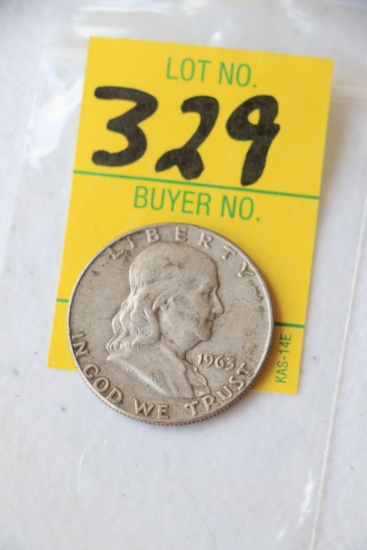 LOT NO.
329
BUYER NO.
LIBERTY
1963
IN GOD WE TRUST
KAS-14E